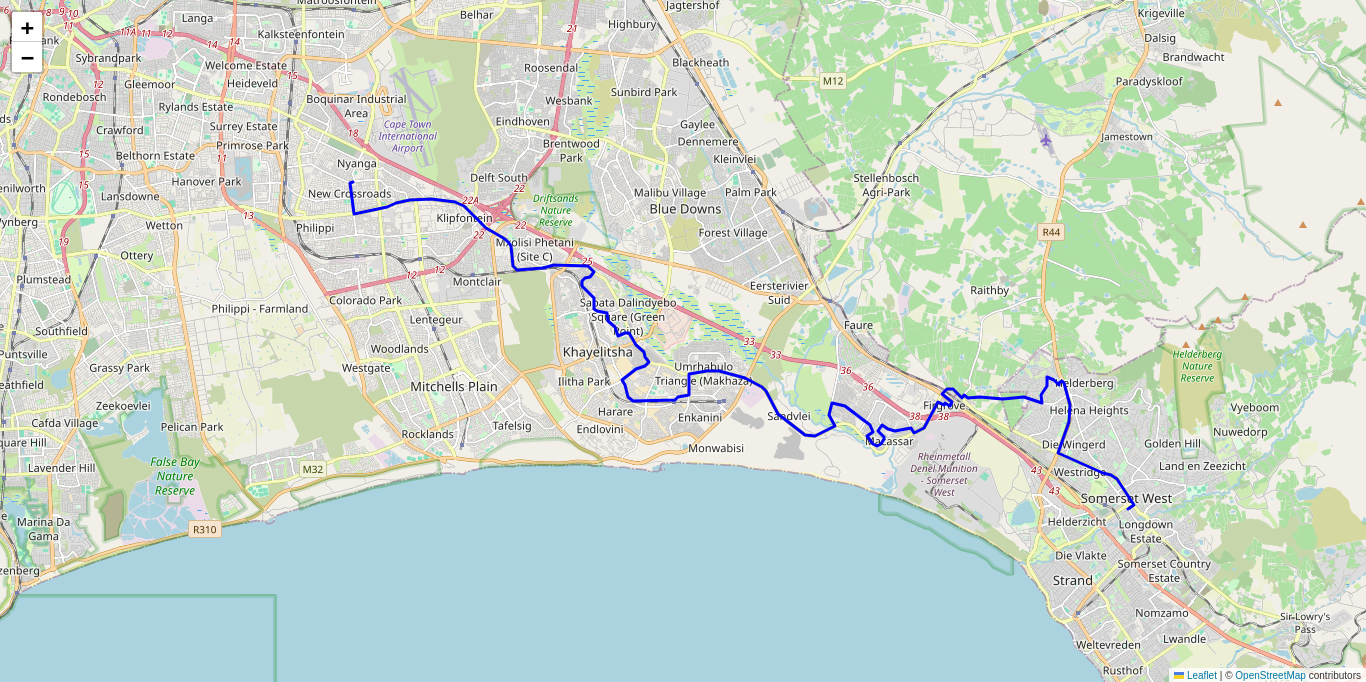 +
−
Matroosfontein
Langa
Belhar
Jagtershof
Highbury
Krigeville
Dalsig
Kalksteenfontein
Sybrandpark
Welcome Estate
Roosendal
Blackheath
Brandwacht
Gleemoor
Heideveld
M12
Paradyskloof
Rondebosch
Boquinar Industrial
Area
Wesbank
Sunbird Park
Rylands Estate
Cape Town
International
Airport
Eindhoven
Gaylee
Dennemere
Crawford
Surrey Estate
Primrose Park
Brentwood
Park
Jamestown
Belthorn Estate
Nyanga
Kleinvlei
Hanover Park
Delft South
Stellenbosch
Agri-Park
enilworth
Lansdowne
New Crossroads
Malibu Village
Palm Park
Driftsands
Nature
Reserve
Blue Downs
Wynberg
Wetton
Philippi
Klipfontein
Forest Village
R44
Mxolisi Phetani
(Site C)
Ottery
Plumstead
Montclair
Eersterivier
Suid
Raithby
Colorado Park
Philippi - Farmland
Sabata Dalindyebo
Square (Green
Point)
Lentegeur
Southfield
Faure
Puntsville
Woodlands
Khayelitsha
Grassy Park
Westgate
Umrhabulo
Triangle (Makhaza)
Helderberg
Nature
Reserve
eathfield
Mitchells Plain
Ilitha Park
Helderberg
Zeekoevlei
Harare
Enkanini
Sandvlei
Firgrove
Helena Heights
Vyeboom
Cafda Village
Pelican Park
Rocklands
Tafelsig
Endlovini
Macassar
Nuwedorp
Square Hill
Monwabisi
Die Wingerd
Golden Hill
Lavender Hill
False Bay
Nature
Reserve
M32
Rheinmetall
Denel Munition
- Somerset
West
Westridge
Land en Zeezicht
Somerset West
Marina Da
Gama
R310
Helderzicht
Longdown
Estate
Die Vlakte
zenberg
Strand
Somerset Country
Estate
Nomzamo
Sir-Lowry's
Pass
Weltevreden
Lwandle
Rusthof
Leaflet | © OpenStreetMap contributors